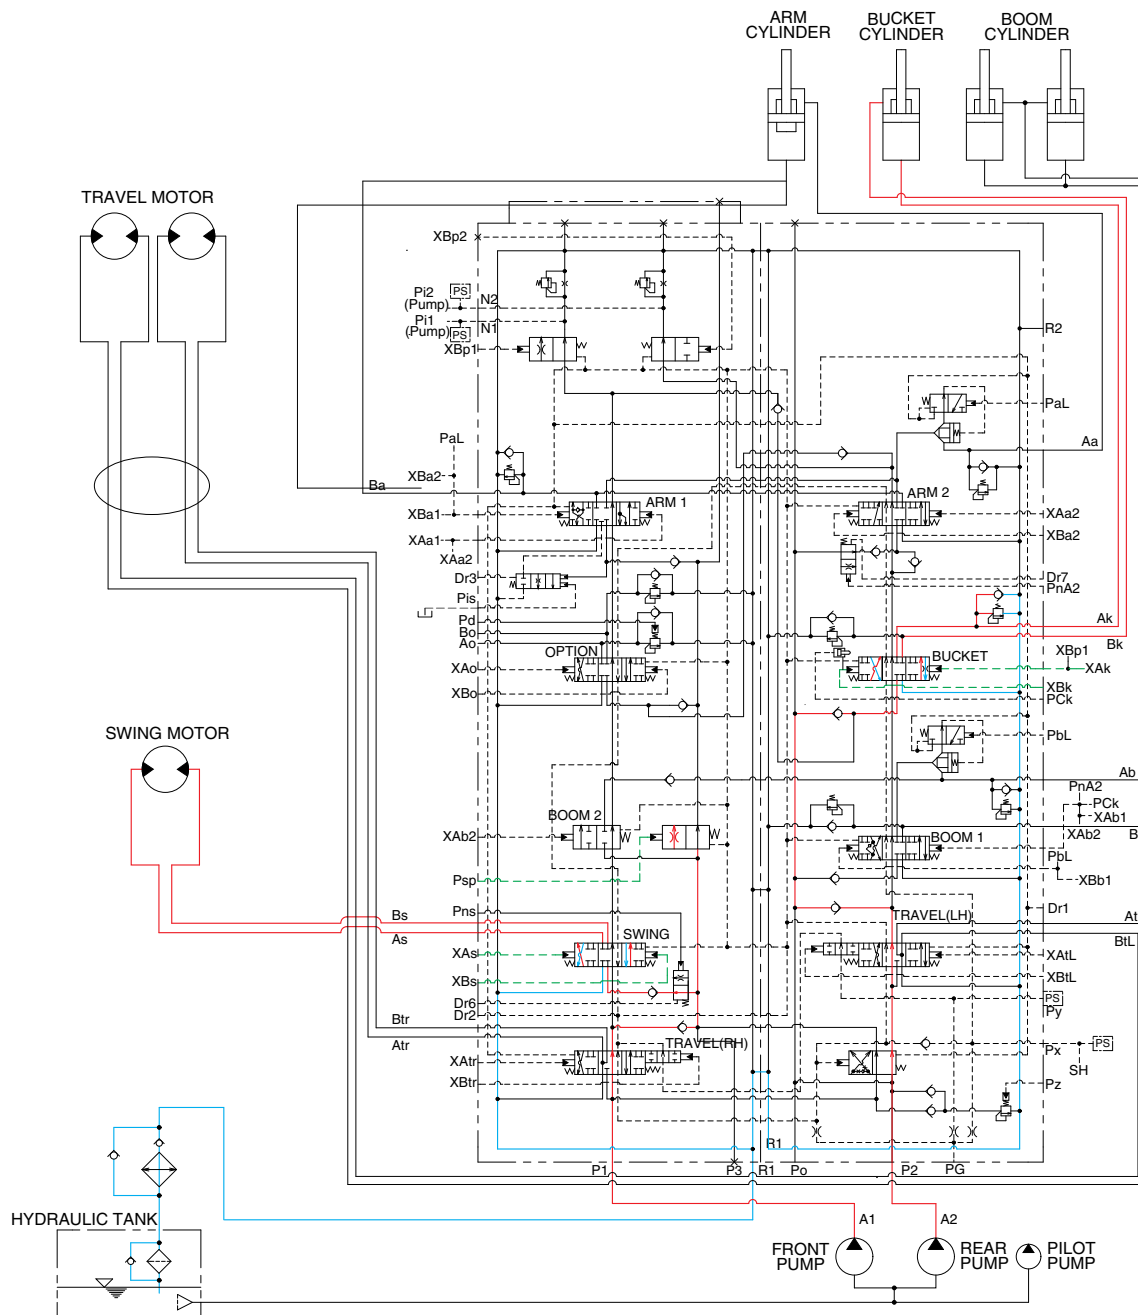 ARM
CYLINDER
BUCKET
CYLINDER
BOOM
CYLINDER
TRAVEL MOTOR
XBp2
Pi2
(Pump)
PS
N2
Pi1
(Pump)
PS
N1
XBp1
R2
PaL
Aa
PaL
XBa2
Ba
XBa1
ARM 1
ARM 2
XAa2
XBa2
XAa1
XAa2
Dr3
Pis
Dr7
PnA2
Pd
Bo
Ao
Ak
Bk
OPTION
BUCKET
XBp1
XAo
XAk
XBo
XBk
PCk
SWING MOTOR
PbL
Ab
PnA2
PCk
XAb1
XAb2
BOOM 2
BOOM 1
XAb2
B
PbL
XBb1
Psp
Pns
Dr1
Bs
As
SWING
TRAVEL(LH)
At
BtL
XAs
XAtL
XBs
XBtL
Dr6
Dr2
PS
Py
Btr
Atr
TRAVEL(RH)
Px
PS
SH
XAtr
XBtr
Pz
R1
P1
P3
R1
Po
P2
PG
HYDRAULIC TANK
A1
A2
FRONT
PUMP
REAR
PUMP
PILOT
PUMP